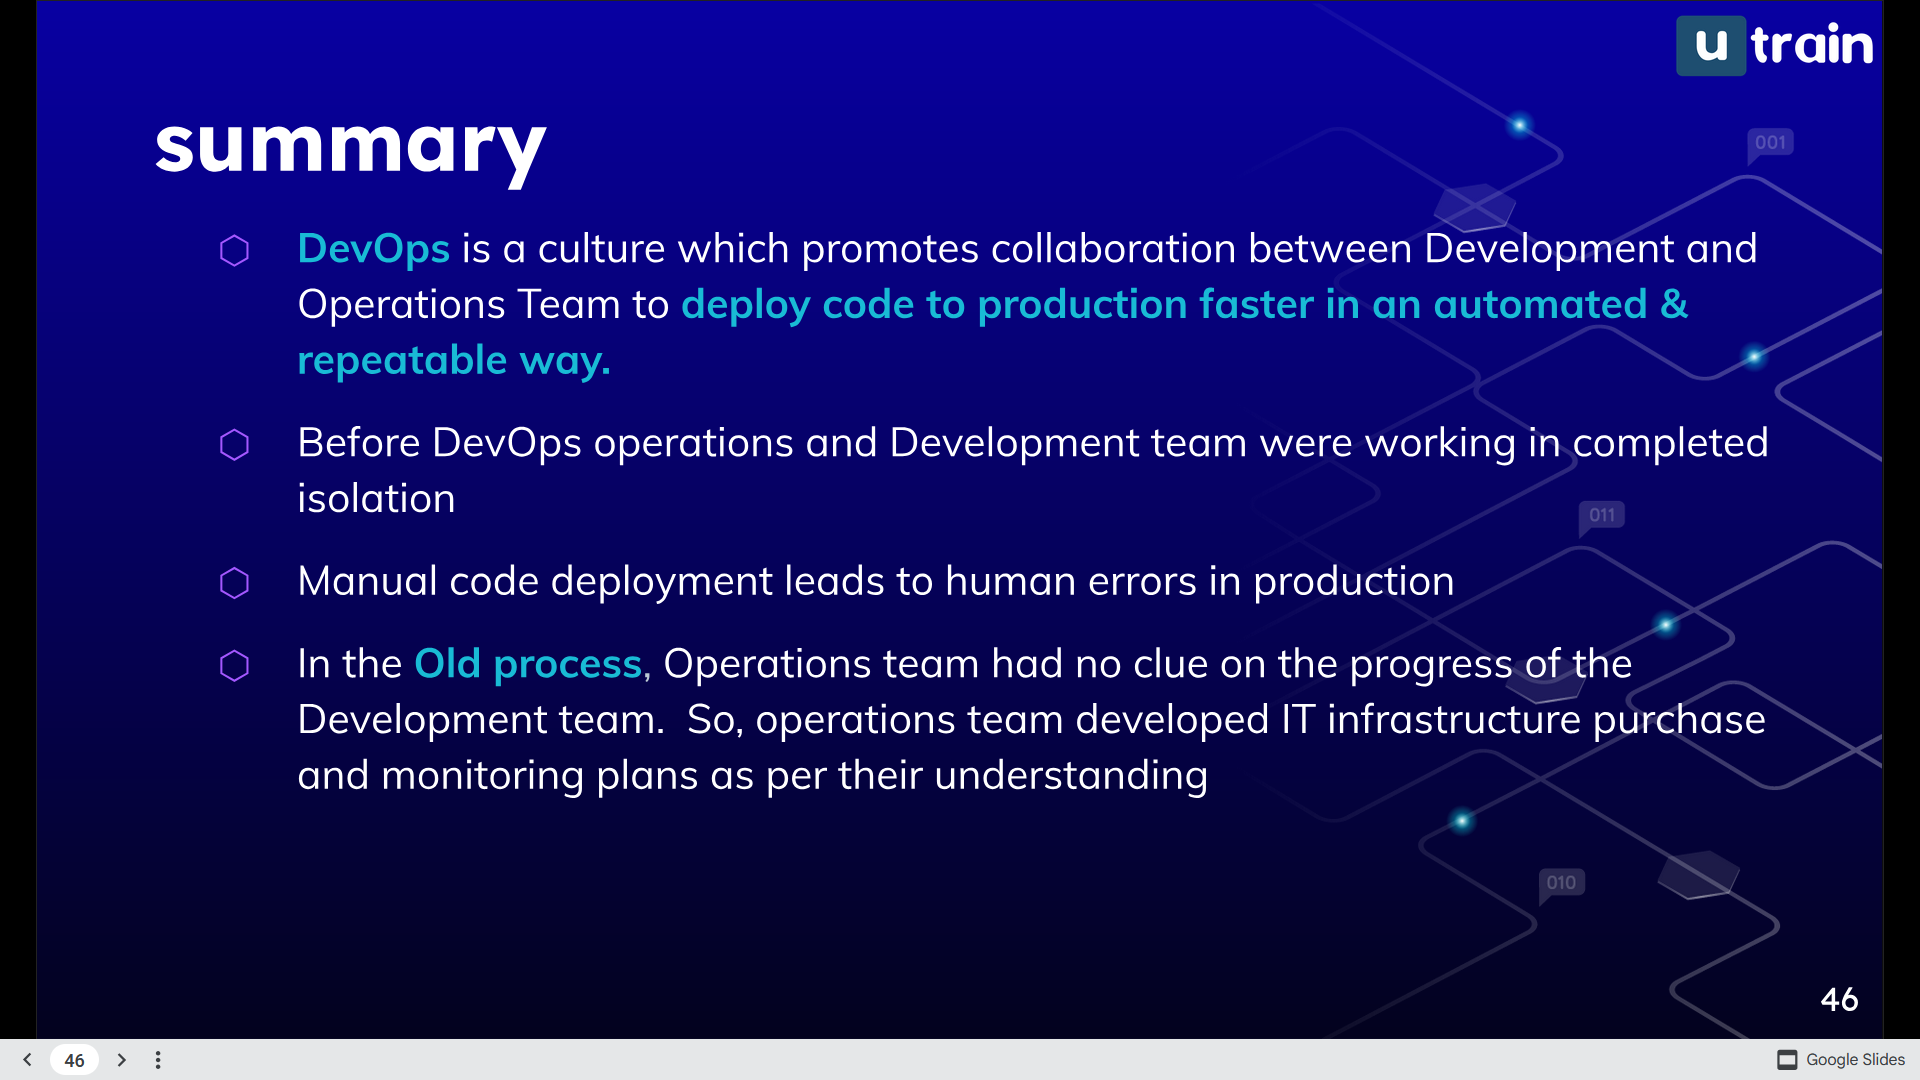 u train
summary
001
DevOps is a culture which promotes collaboration between Development and
Operations Team to deploy code to production faster in an automated &
repeatable way.
Before DevOps operations and Development team were working in completed
isolation
011
Manual code deployment leads to human errors in production
In the Old process, Operations team had no clue on the progress of the
Development team.  So, operations team developed IT infrastructure purchase
and monitoring plans as per their understanding
010
46
46
Google Slides